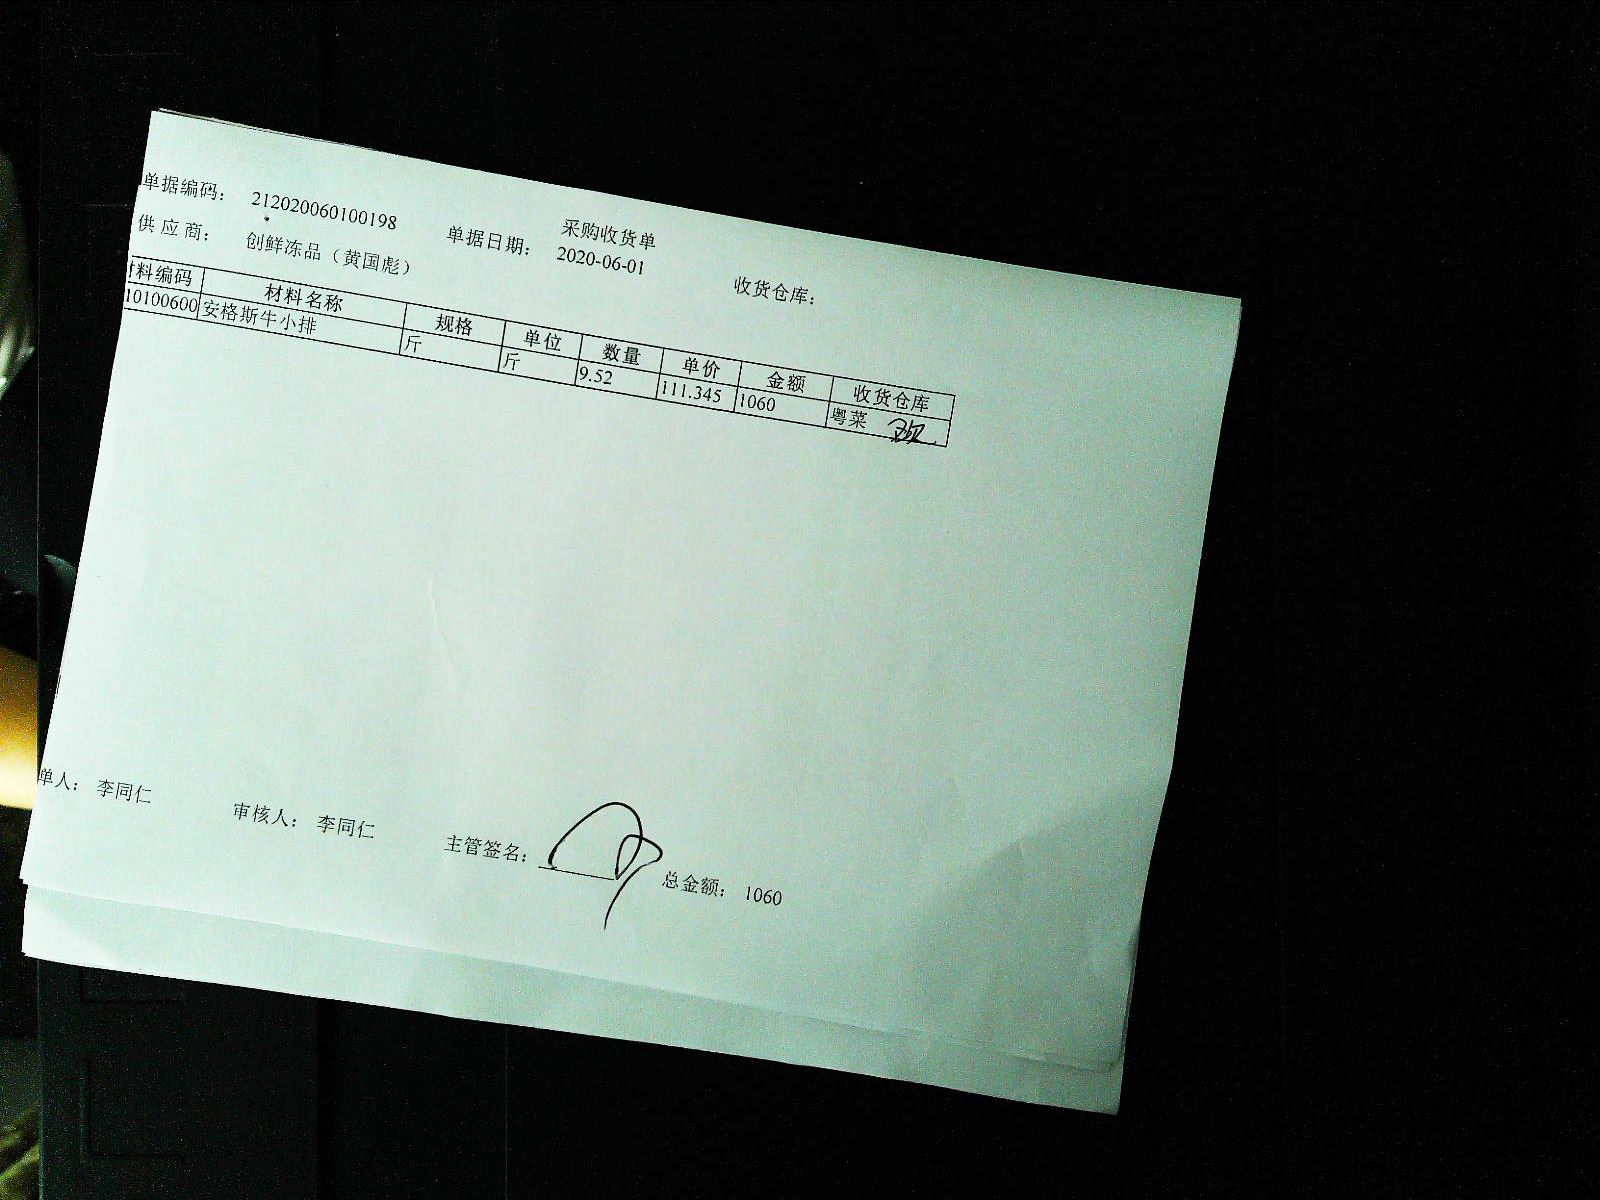 采购收货单
单据编码: 212020060100198 单据日期: 2020-06-01 收货仓库:
供应商: 创鲜冻品（黄国彪）
料编码 材料名称 规格 单位 数量 单价 金额 收货仓库
10100600 安格斯牛小排 斤 斤 9.52 111.345 1060 粤菜
单人: 李同仁 审核人: 李同仁 主管签名: 总金额: 1060